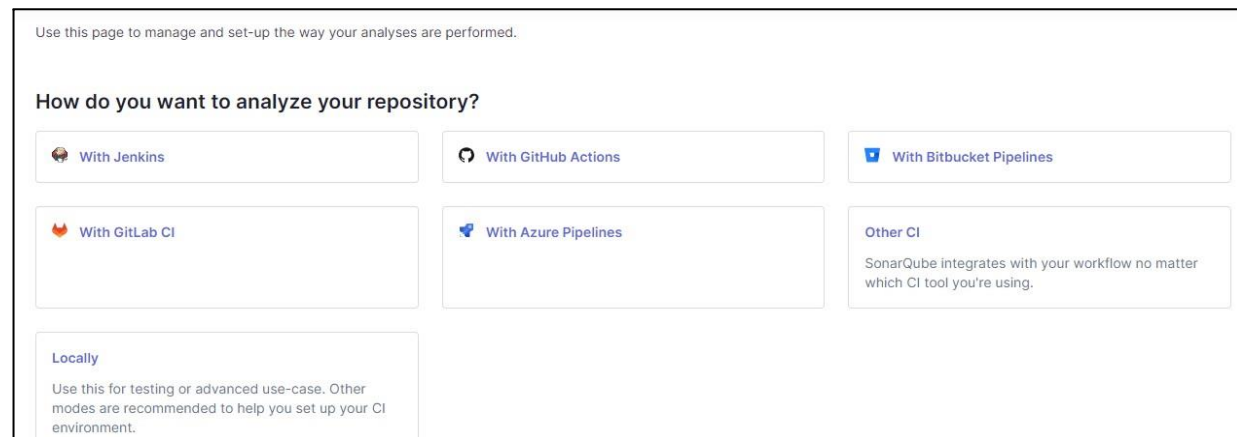 Use this page to manage and set-up the way your analyses are performed.
How do you want to analyze your repository?
With Jenkins
With GitHub Actions
With Bitbucket Pipelines
With GitLab CI
With Azure Pipelines
Other CI
SonarQube integrates with your workflow no matter
which CI tool you're using.
Locally
Use this for testing or advanced use-case. Other
modes are recommended to help you set up your CI
environment.